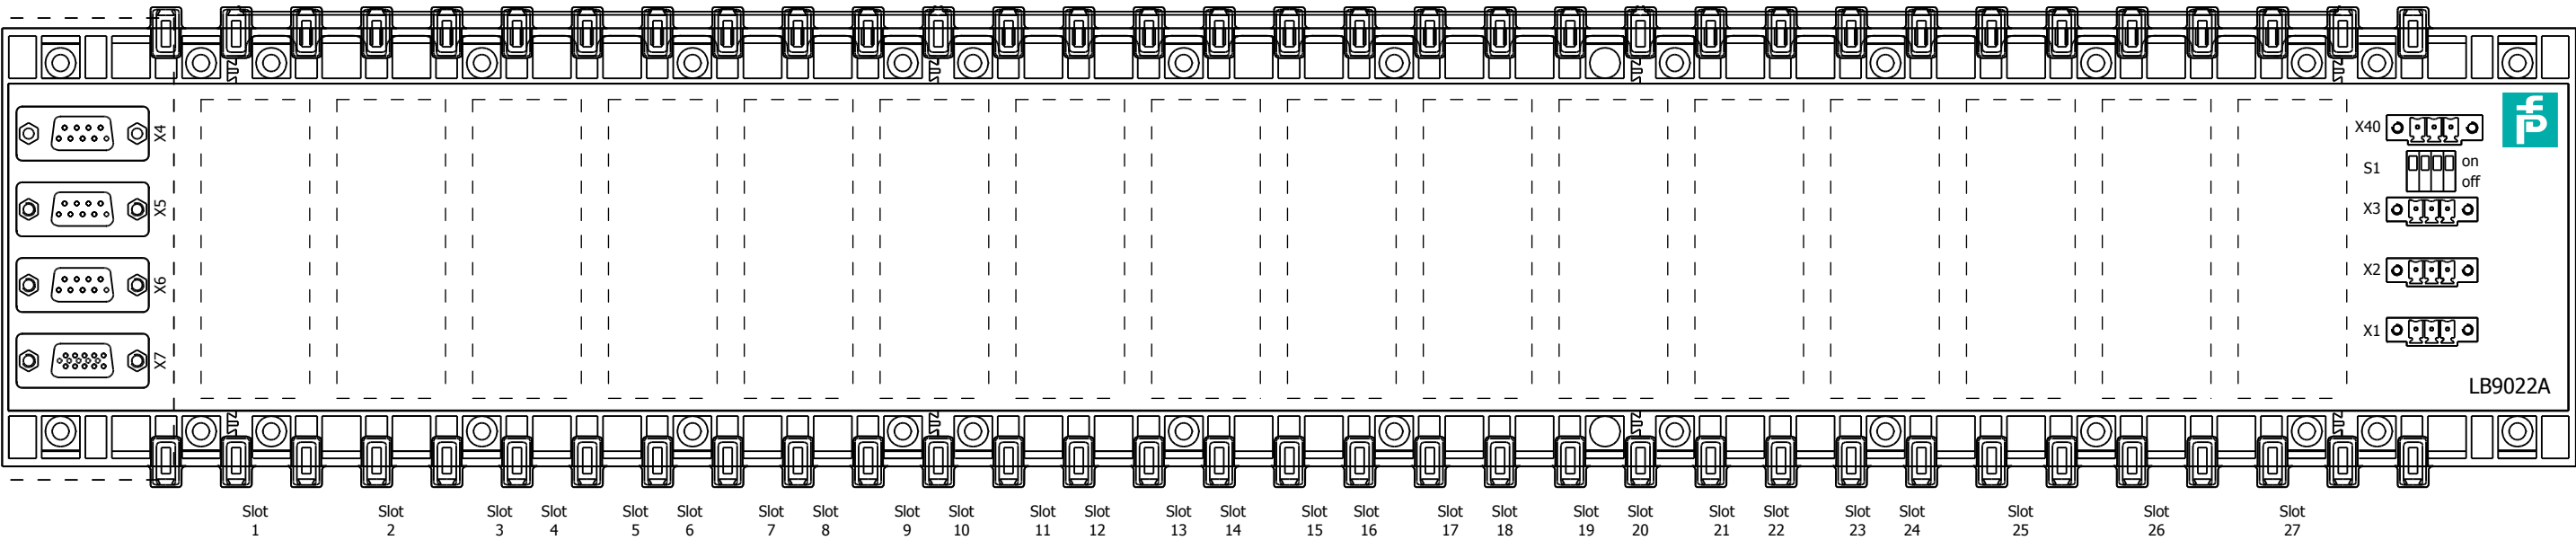 X4
X5
X6
X7
X40
S1
on
off
X3
X2
X1
LB9022A
Slot 1
Slot 2
Slot 3
Slot 4
Slot 5
Slot 6
Slot 7
Slot 8
Slot 9
Slot 10
Slot 11
Slot 12
Slot 13
Slot 14
Slot 15
Slot 16
Slot 17
Slot 18
Slot 19
Slot 20
Slot 21
Slot 22
Slot 23
Slot 24
Slot 25
Slot 26
Slot 27